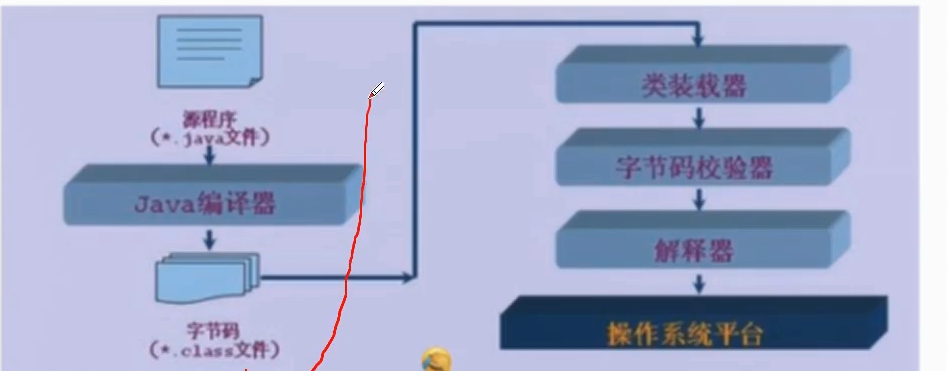 源程序
(*.java文件)
Java编译器
字节码
(*.class文件)
类装载器
字节码校验器
解释器
操作系统平台